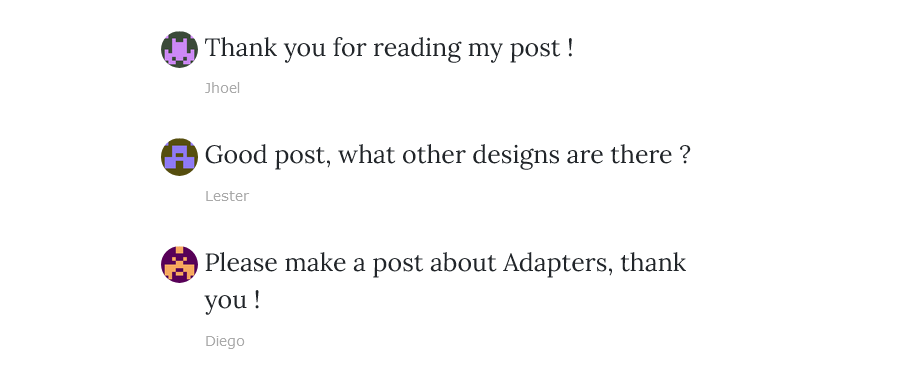 Thank you for reading my post !
Jhoel
Good post, what other designs are there ?
Lester
Please make a post about Adapters, thank
you !
Diego